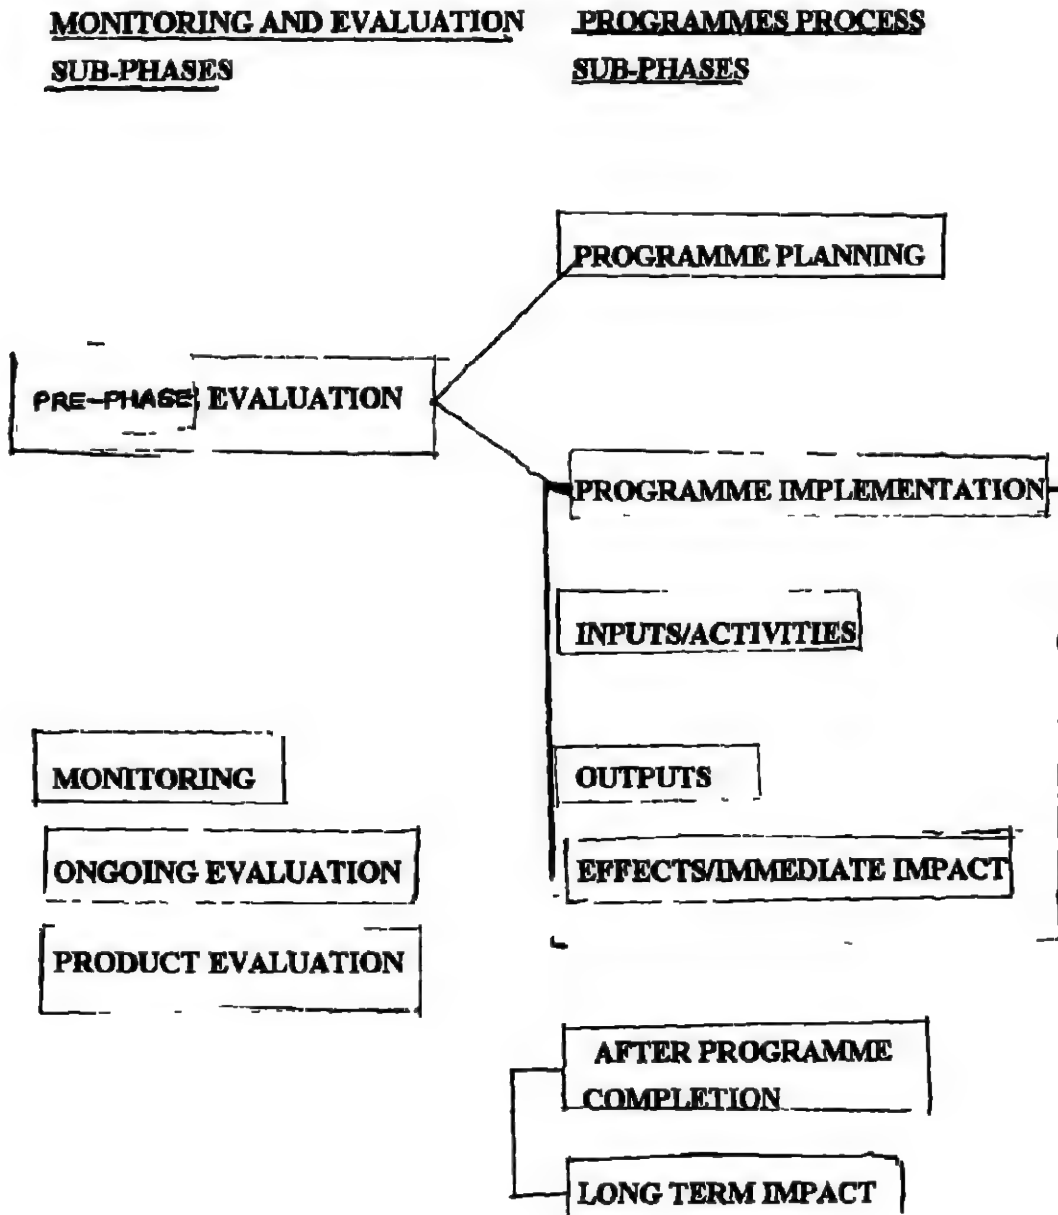 MONITORING AND EVALUATION
SUB-PHASES
PROGRAMMES PROCESS
SUB-PHASES
PROGRAMME PLANNING
PRE-PHASE EVALUATION
PROGRAMME IMPLEMENTATION
INPUTS/ACTIVITIES
MONITORING
OUTPUTS
ONGOING EVALUATION
EFFECTS/IMMEDIATE IMPACT
PRODUCT EVALUATION
AFTER PROGRAMME
COMPLETION
LONG TERM IMPACT